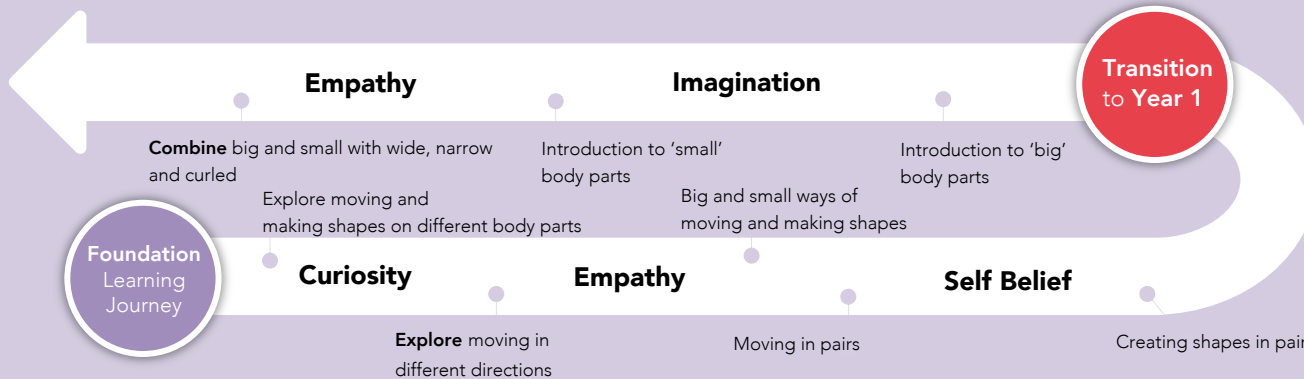 Empathy
Imagination
Transition
to Year 1
Combine big and small with wide, narrow
and curled
Introduction to ‘small’
body parts
Introduction to ‘big’
body parts
Explore moving and
making shapes on different body parts
Big and small ways of
moving and making shapes
Foundation
Learning
Journey
Curiosity
Empathy
Self Belief
Explore moving in
different directions
Moving in pairs
Creating shapes in pair